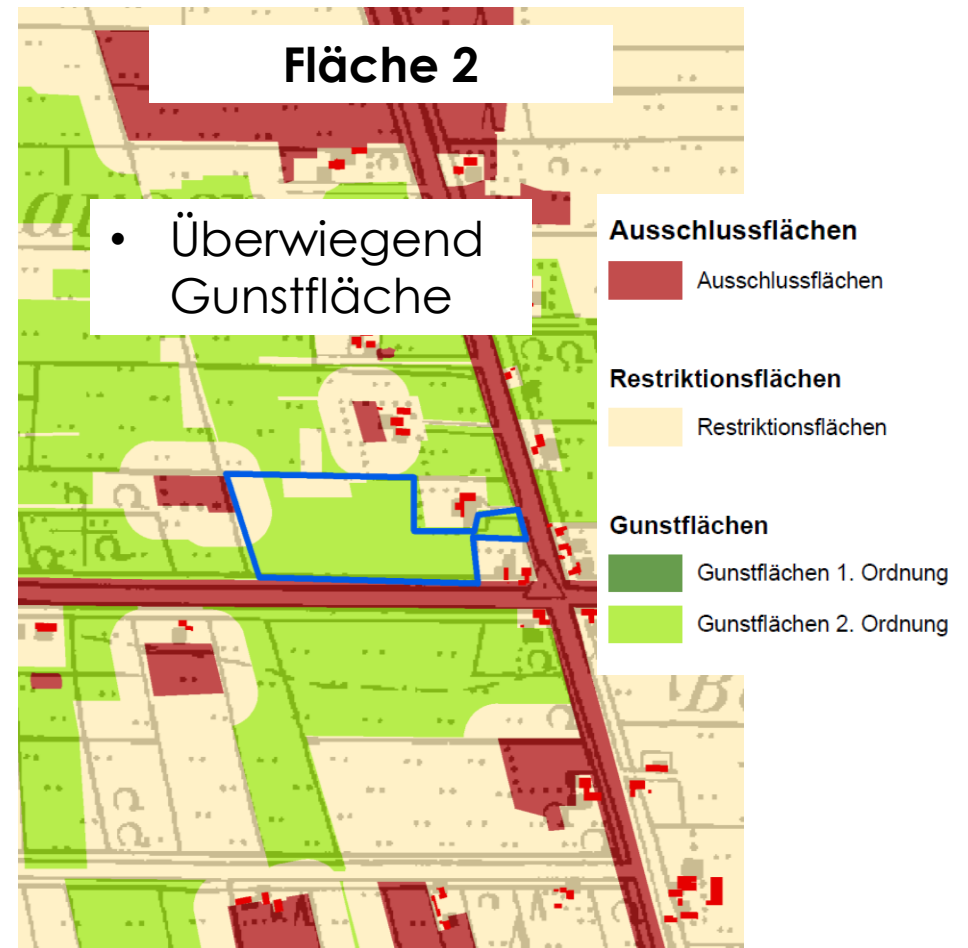 Fläche 2
• Überwiegend
Gunstfläche
Ausschlussflächen
Ausschlussflächen
Restriktionsflächen
Restriktionsflächen
Gunstflächen
Gunstflächen 1. Ordnung
Gunstflächen 2. Ordnung